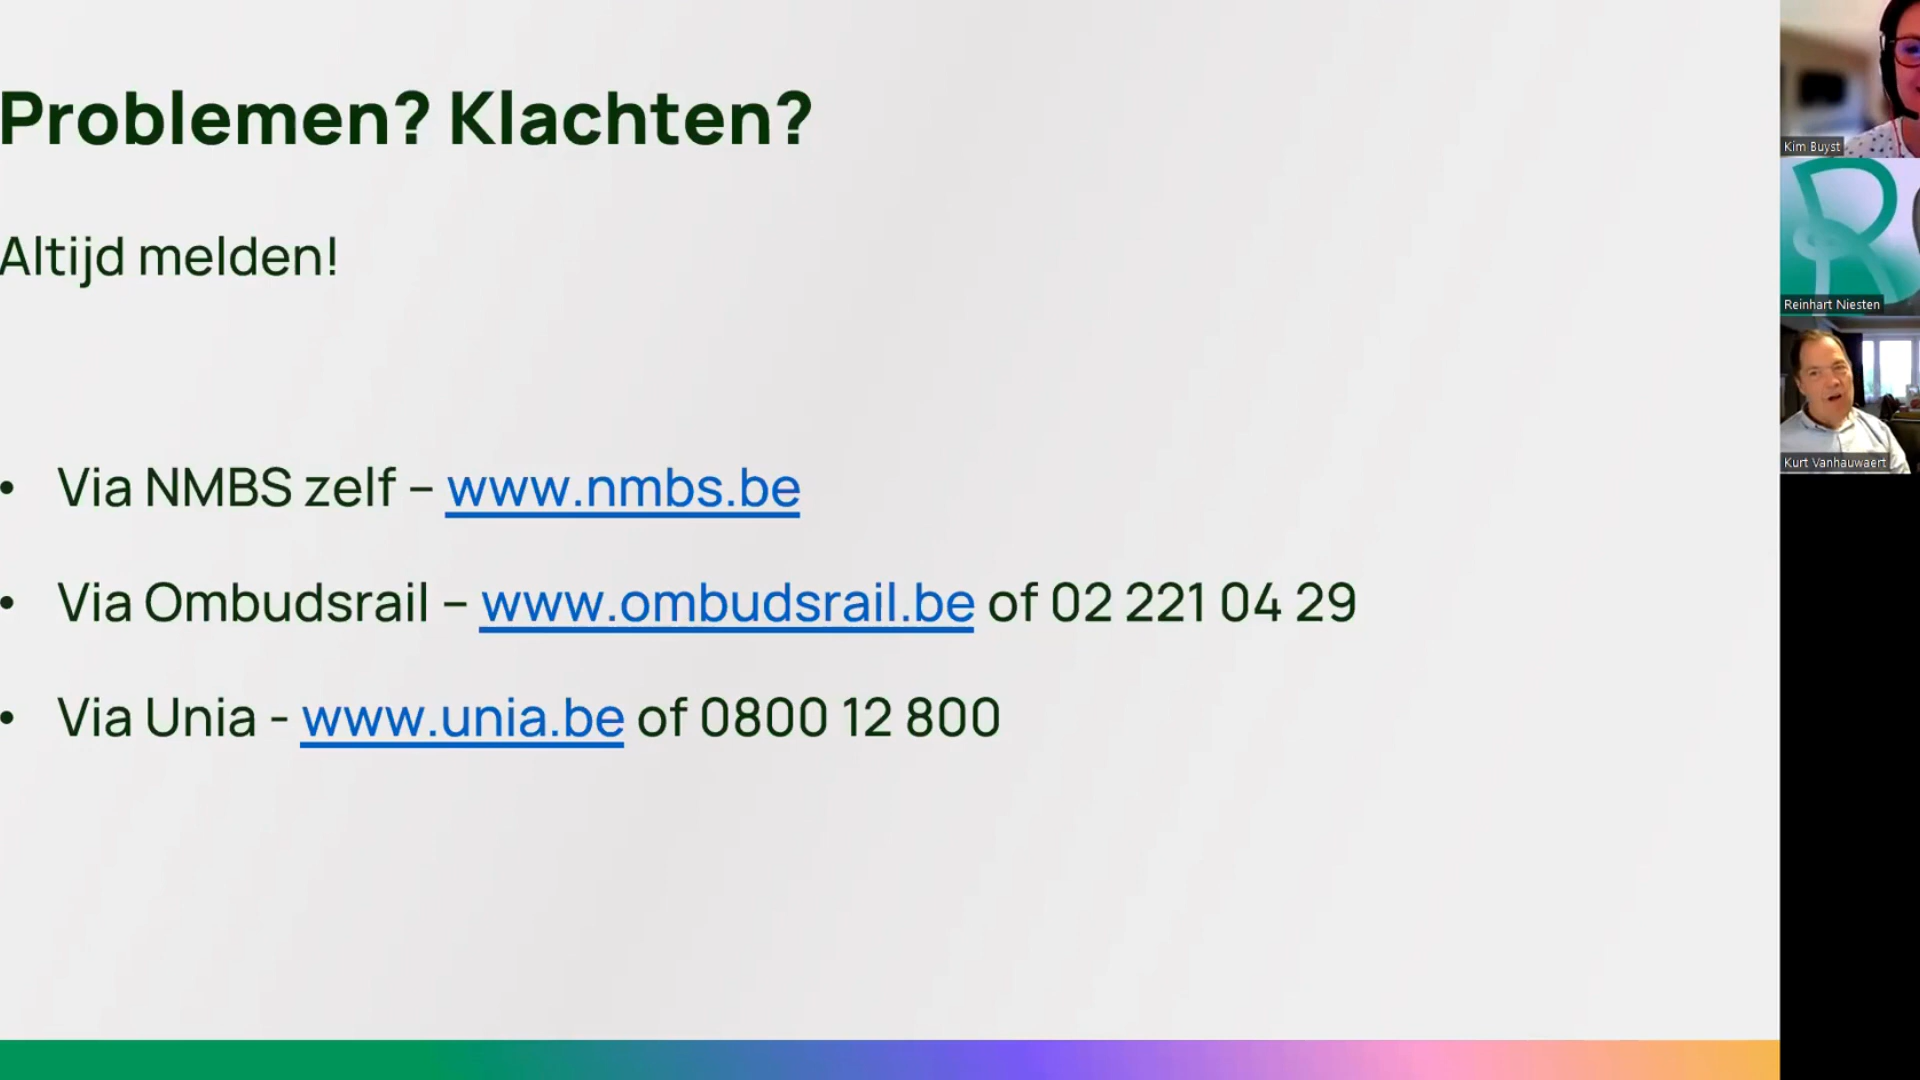 Problemen? Klachten?
Altijd melden!
• Via NMBS zelf – www.nmbs.be
• Via Ombudsrail – www.ombudsrail.be of 02 221 04 29
• Via Unia - www.unia.be of 0800 12 800
Kim Buyst
Reinhart Niesten
Kurt Vanhauwaert